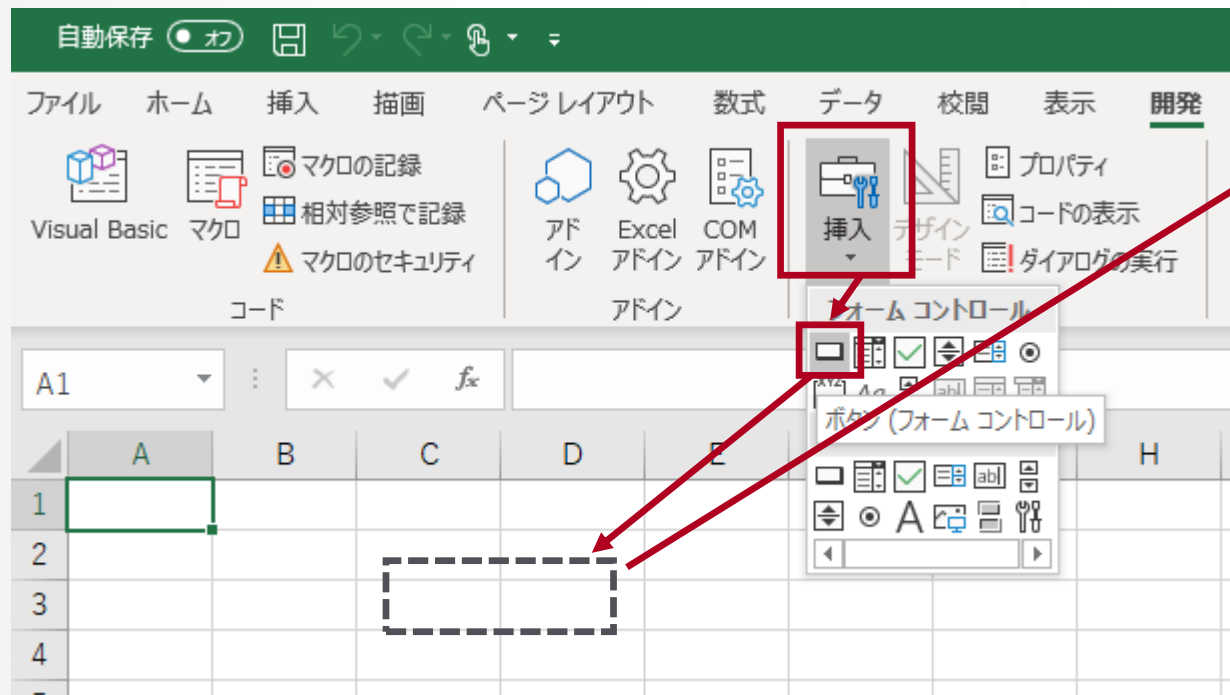 自動保存 オフ
ファイル ホーム 挿入 描画 ページ レイアウト 数式 データ 校閲 表示 開発
Visual Basic
マクロ
マクロの記録
相対参照で記録
マクロのセキュリティ
コード
アド
イン
Excel
アドイン
COM
アドイン
アドイン
挿入
デザイン
モード
プロパティ
コードの表示
ダイアログの実行
フォーム コントロール
Aa
ab
ボタン (フォーム コントロール)
ab
A
A1
fx
A B C D E H
1
2
3
4